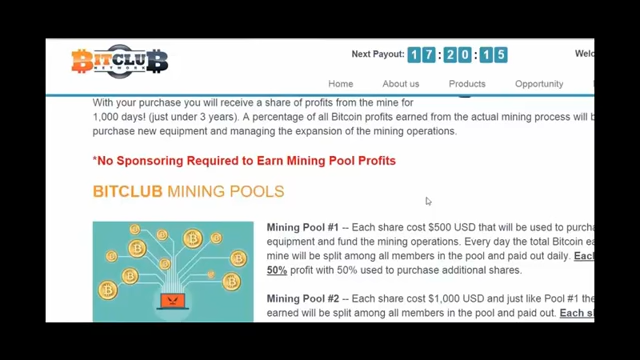 BITCLUB
NETWORK
Next Payout: 17:20:15
Welc
Home About us Products Opportunity
With your purchase you will receive a share of profits from the mine for
1,000 days! (just under 3 years). A percentage of all Bitcoin profits earned from the actual mining process will b
purchase new equipment and managing the expansion of the mining operations.
*No Sponsoring Required to Earn Mining Pool Profits
BITCLUB MINING POOLS
Mining Pool #1 -- Each share cost $500 USD that will be used to purcha
equipment and fund the mining operations. Every day the total Bitcoin ea
mine will be split among all members in the pool and paid out daily. Eac
50% profit with 50% used to purchase additional shares.
Mining Pool #2 -- Each share cost $1,000 USD and just like Pool #1 the
earned will be split among all members in the pool and paid out. Each s